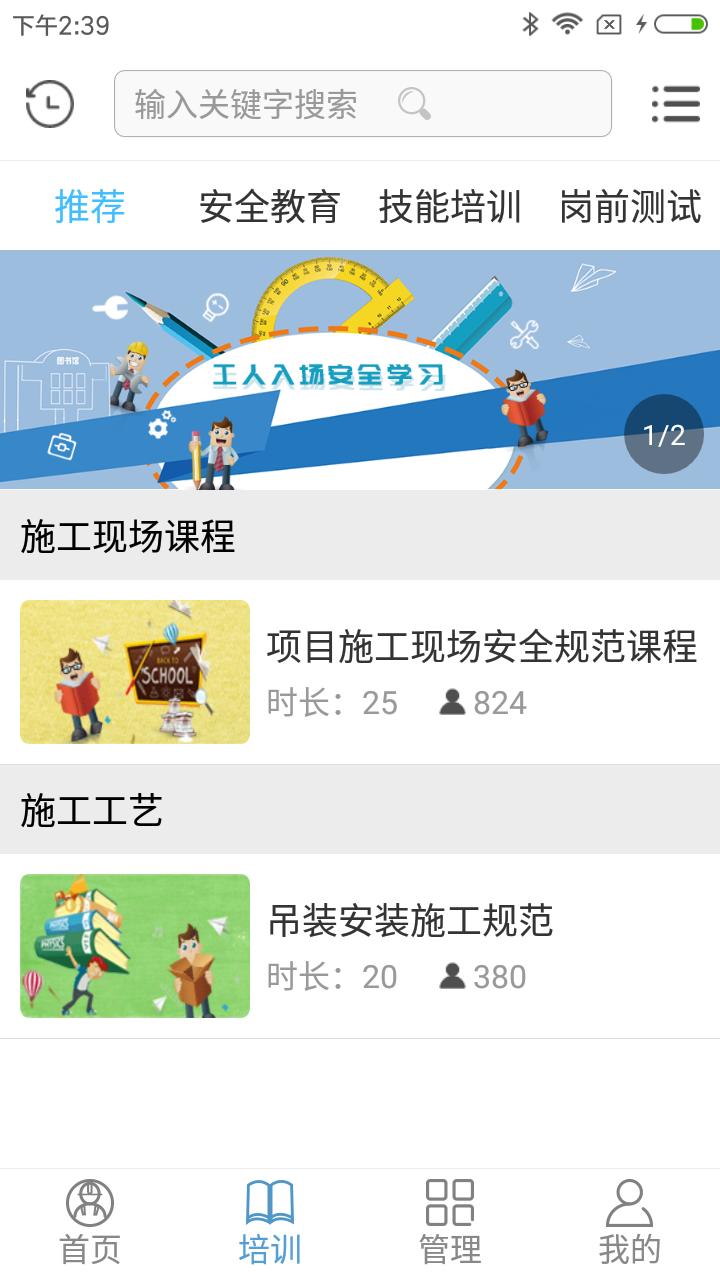 下午2:39
输入关键字搜索
推荐 安全教育 技能培训 岗前测试
图书馆
工人入场安全学习
1/2
施工现场课程
BACK TO
SCHOOL
项目施工现场安全规范课程
时长：25 824
施工工艺
PHYSICS
PHYSICS
吊装安装施工规范
时长：20 380
首页 培训 管理 我的